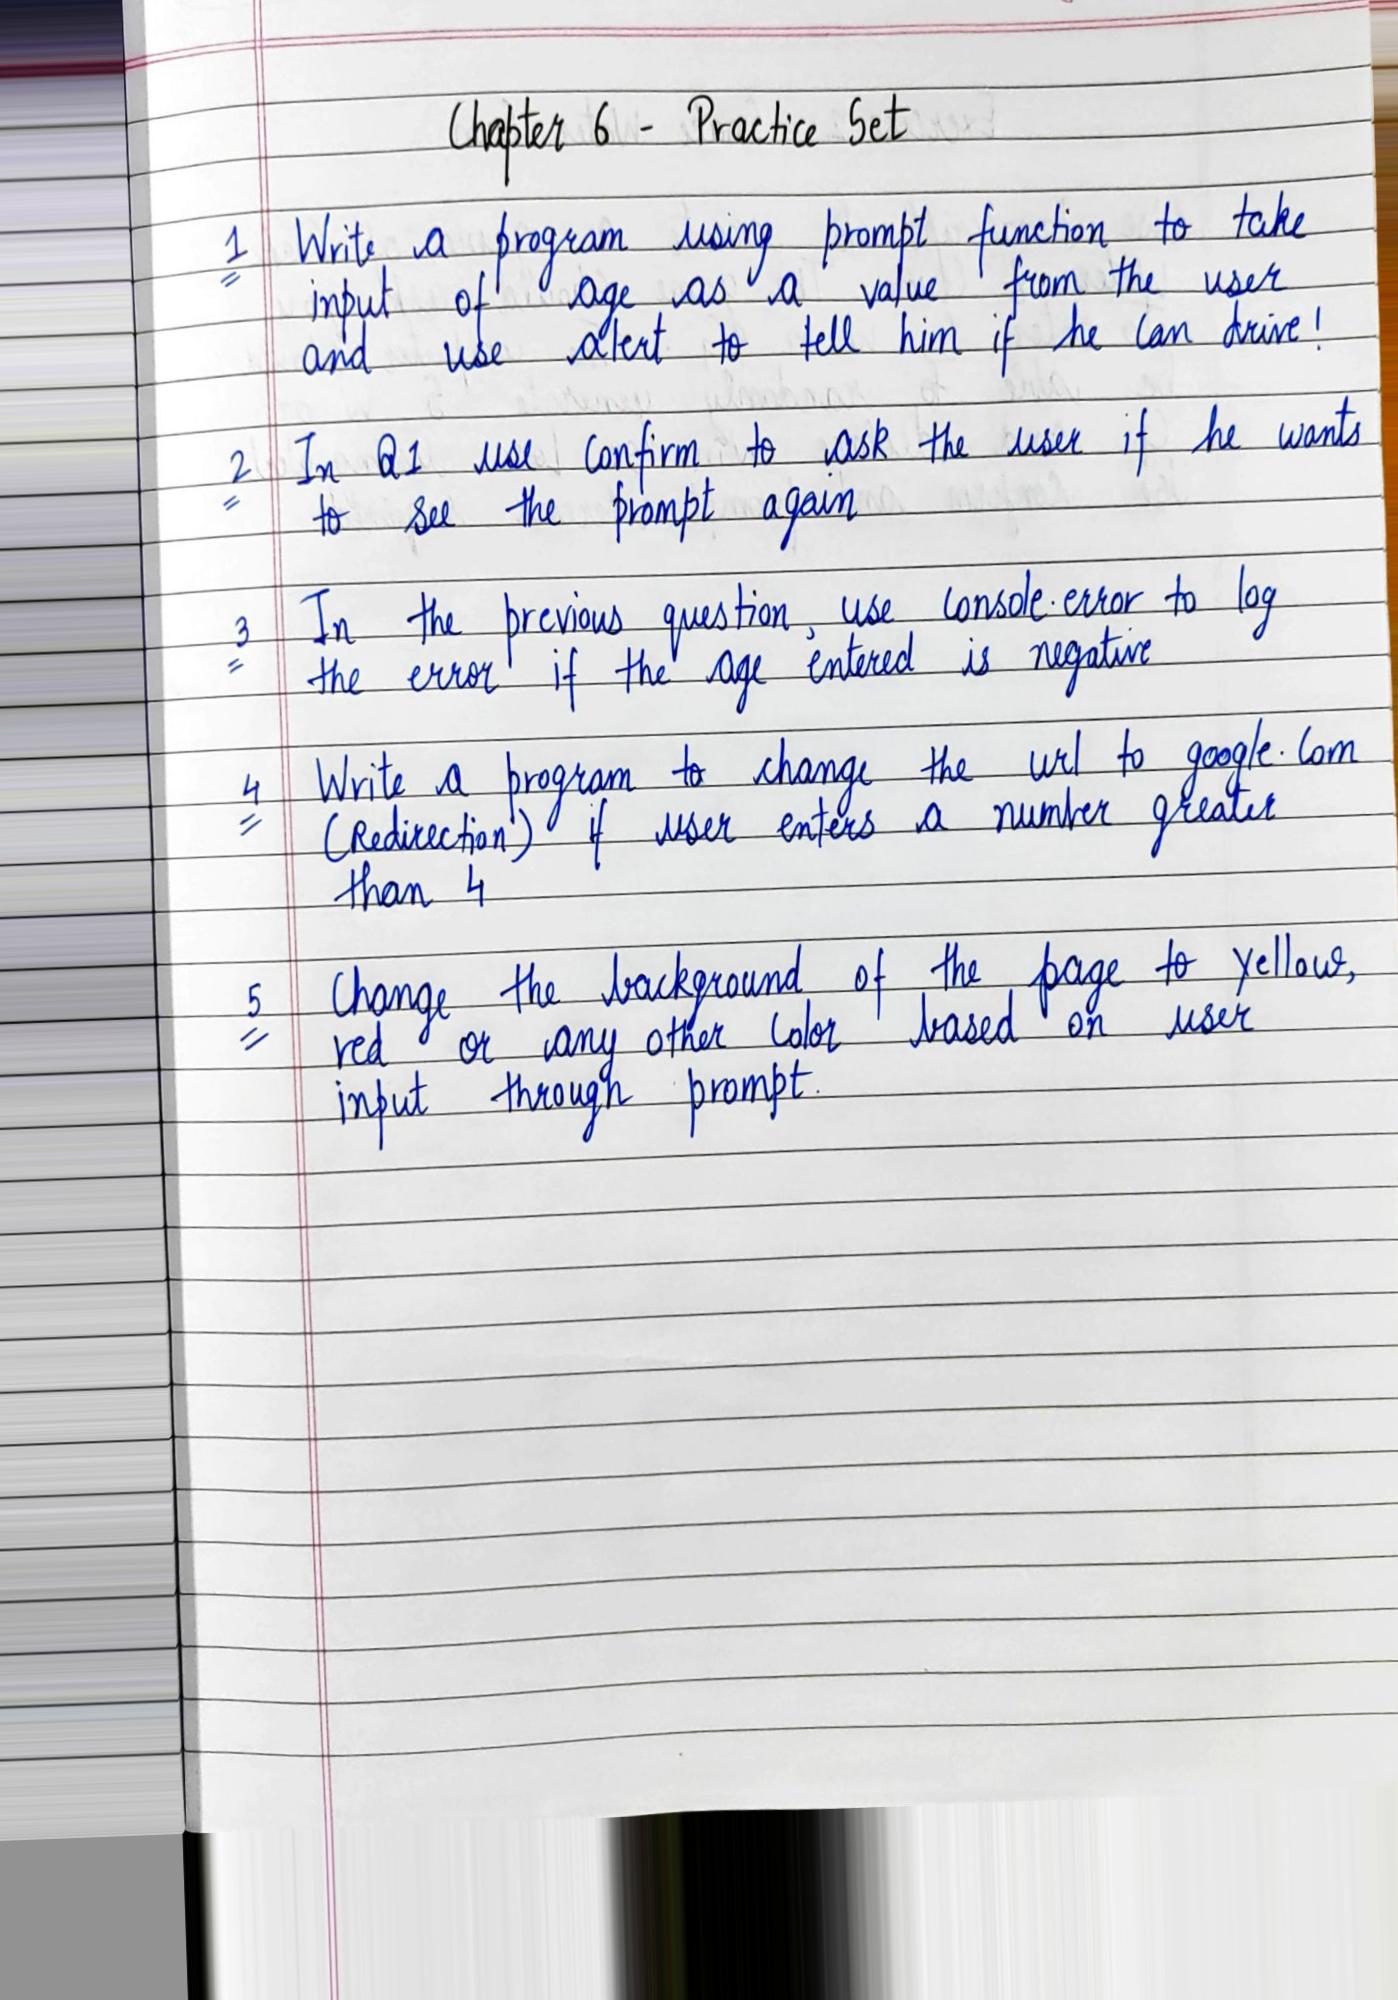 Chapter 6 - Practice Set
1 Write a program using prompt function to take
input of age as a value from the user
and use alert to tell him if he can drive!
2 In Q1 use confirm to ask the user if he wants
to see the prompt again
3 In the previous question, use console.error to log
the error if the age entered is negative
4 Write a program to change the url to google.com
(Redirection) if user enters a number greater
than 4
5 Change the background of the page to yellow,
red or any other color based on user
input through prompt.